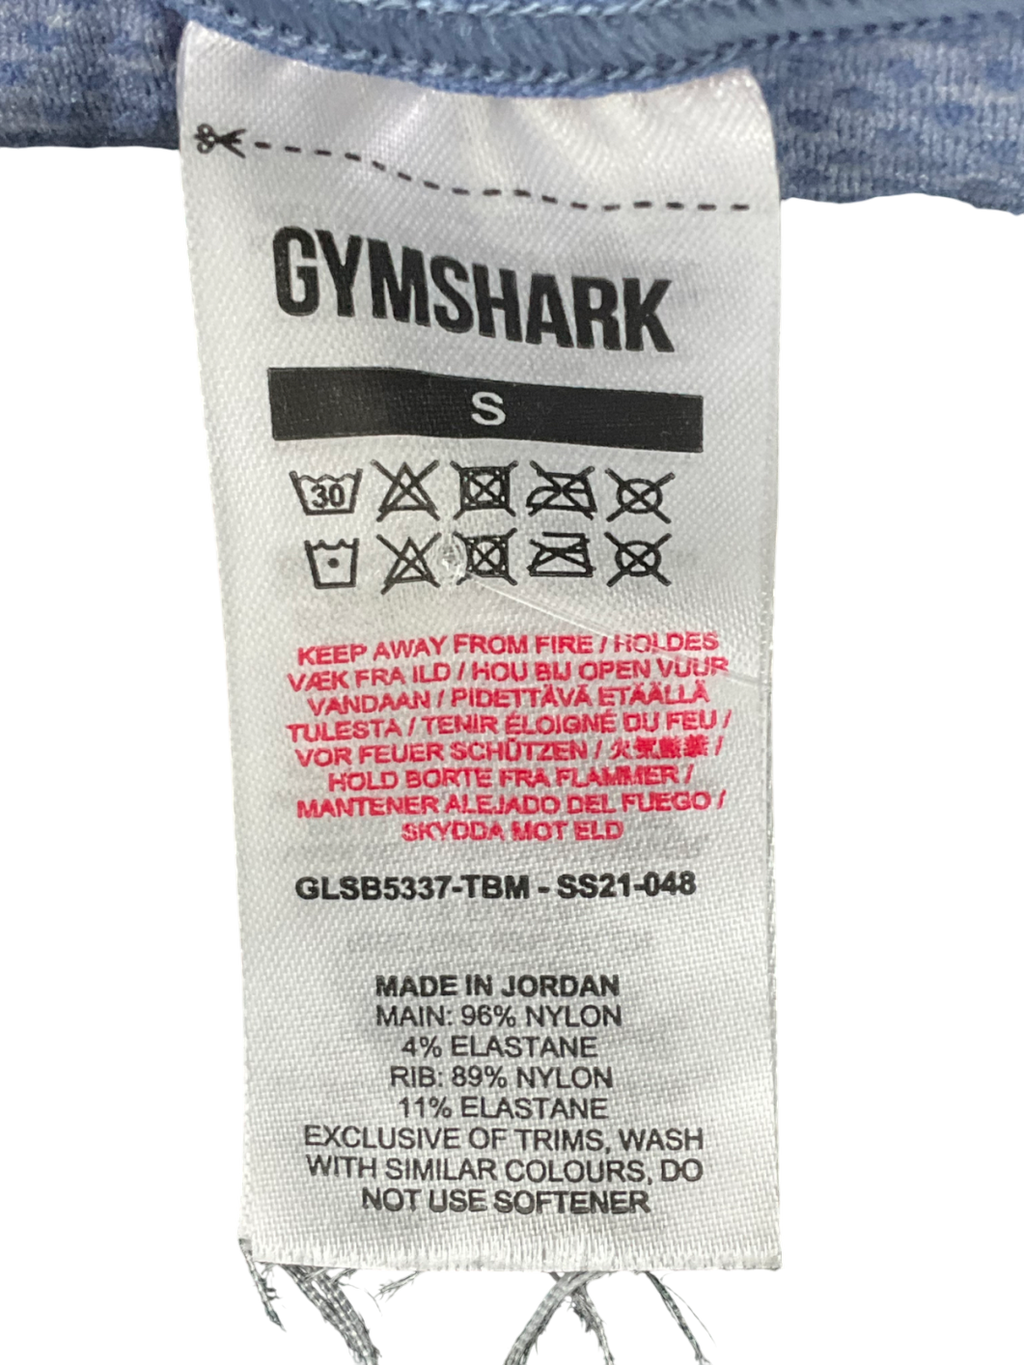 GYMSHARK
S
30
KEEP AWAY FROM FIRE / HOLDES
VÆK FRA ILD / HOU BIJ OPEN VUUR
VANDAAN / PIDETTÄVÄ ETÄÄLLÄ
TULESTA / TENIR ÉLOIGNÉ DU FEU /
VOR FEUER SCHÜTZEN / 火気厳禁 /
HOLD BORTE FRA FLAMMER /
MANTENER ALEJADO DEL FUEGO /
SKYDDA MOT ELD
GLSB5337-TBM - SS21-048
MADE IN JORDAN
MAIN: 96% NYLON
4% ELASTANE
RIB: 89% NYLON
11% ELASTANE
EXCLUSIVE OF TRIMS, WASH
WITH SIMILAR COLOURS, DO
NOT USE SOFTENER